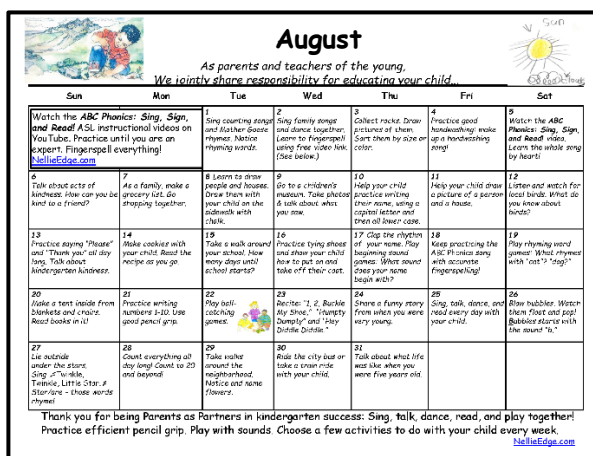 August
Sun
Good Book
As parents and teachers of the young,
We jointly share responsibility for educating your child...
Sun Mon Tue Wed Thu Fri Sat
Watch the ABC Phonics: Sing, Sign,
and Read! ASL instructional videos on
YouTube. Practice until you are an
expert. Fingerspell everything!
NellieEdge.com
1
Sing counting songs
and Mother Goose
rhymes. Notice
rhyming words.
2
Sing family songs
and dance together.
Learn to fingerspell
using free video link.
(See below.)
3
Collect rocks. Draw
pictures of them.
Sort them by size or
color.
4
Practice good
handwashing: make
up a handwashing
song!
5
Watch the ABC
Phonics: Sing, Sign,
and Read! video.
Learn the whole song
by heart!
6
Talk about acts of
kindness. How can you be
kind to a friend?
7
As a family, make a
grocery list. Go
shopping together.
8 Learn to draw
people and houses.
Draw them with
your child on the
sidewalk with
chalk.
9
Go to a children's
museum. Take photos
& talk about what
you saw.
10
Help your child
practice writing
their name, using a
capital letter and
then all lower case.
11
Help your child draw
a picture of a person
and a house.
12
Listen and watch for
local birds. What do
you know about
birds?
13
Practice saying "Please"
and "Thank you" all day
long. Talk about
kindergarten kindness.
14
Make cookies with
your child. Read the
recipe as you go.
15
Take a walk around
your school. How
many days until
school starts?
16
Practice tying shoes
and show your child
how to put on and
take off their coat.
17 Clap the rhythm
of your name. Play
beginning sound
games. What sound
does your name
begin with?
18
Keep practicing the
ABC Phonics song
with accurate
fingerspelling!
19
Play rhyming word
games! What rhymes
with "cat"? "dog?"
20
Make a tent inside from
blankets and chairs.
Read books in it!
21
Practice writing
numbers 1-10. Use
good pencil grip.
22
Play ball-
catching
games.
23
Recite: "1, 2, Buckle
My Shoe," "Humpty
Dumpty" and "Hey
Diddle Diddle."
24
Share a funny story
from when you were
very young.
25
Sing, talk, dance, and
read every day with
your child.
26
Blow bubbles. Watch
them float and pop!
Bubbles starts with
the sound "b."
27
Lie outside
under the stars.
Sing ♫Twinkle,
Twinkle, Little Star.♫
Star/are – those words
rhyme!
28
Count everything all
day long! Count to 20
and beyond!
29
Take walks
around the
neighborhood.
Notice and name
flowers.
30
Ride the city bus or
take a train ride
with your child.
31
Talk about what life
was like when you
were five years old.
Thank you for being Parents as Partners in kindergarten success: Sing, talk, dance, read, and play together!
Practice efficient pencil grip. Play with sounds. Choose a few activities to do with your child every week.
NellieEdge.com